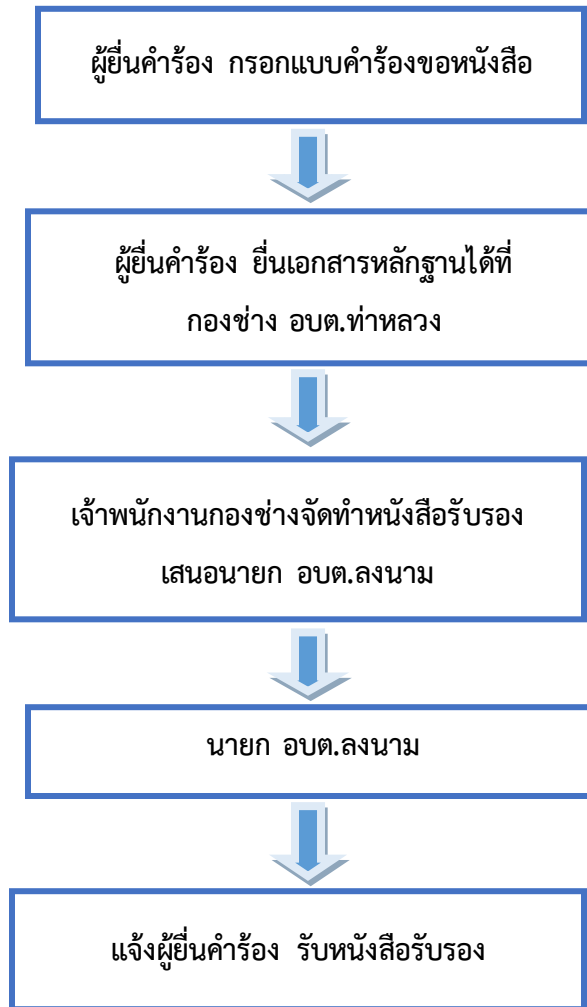 ผู้ยื่นคำร้อง กรอกแบบคำร้องขอหนังสือ
ผู้ยื่นคำร้อง ยื่นเอกสารหลักฐานได้ที่
กองช่าง อบต.ท่าหลวง
เจ้าพนักงานกองช่างจัดทำหนังสือรับรอง
เสนอนายก อบต.ลงนาม
นายก อบต.ลงนาม
แจ้งผู้ยื่นคำร้อง รับหนังสือรับรอง